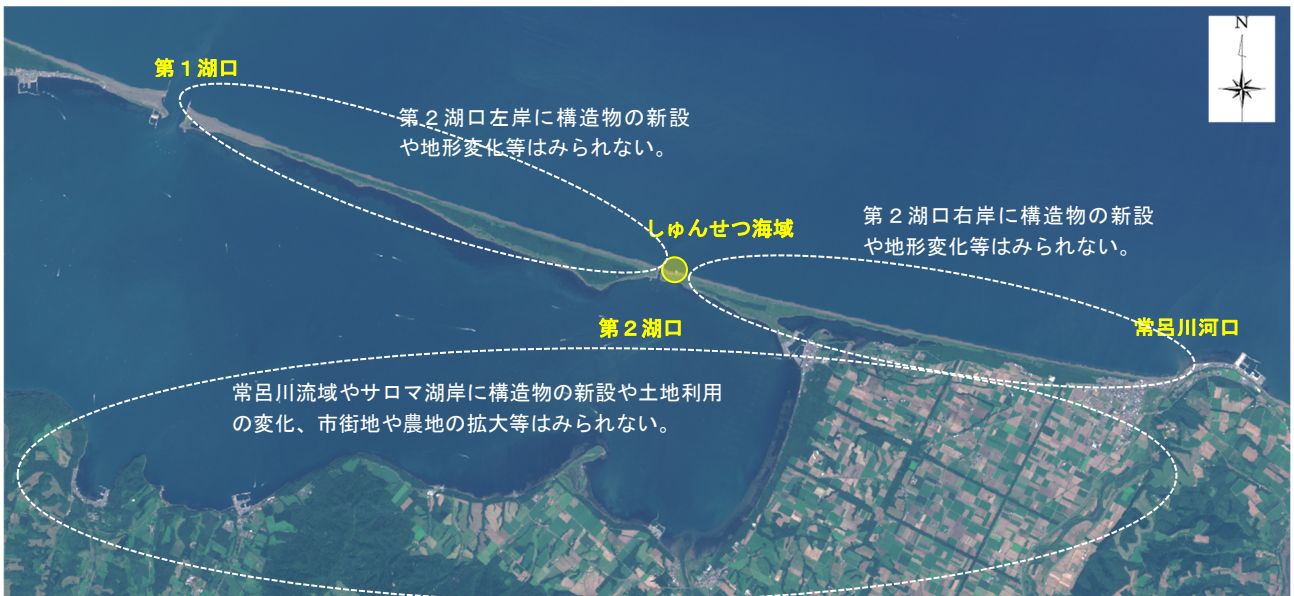 N
第１湖口
第２湖口左岸に構造物の新設
や地形変化等はみられない。
しゅんせつ海域
第２湖口右岸に構造物の新設
や地形変化等はみられない。
第２湖口
常呂川河口
常呂川流域やサロマ湖岸に構造物の新設や土地利用
の変化、市街地や農地の拡大等はみられない。